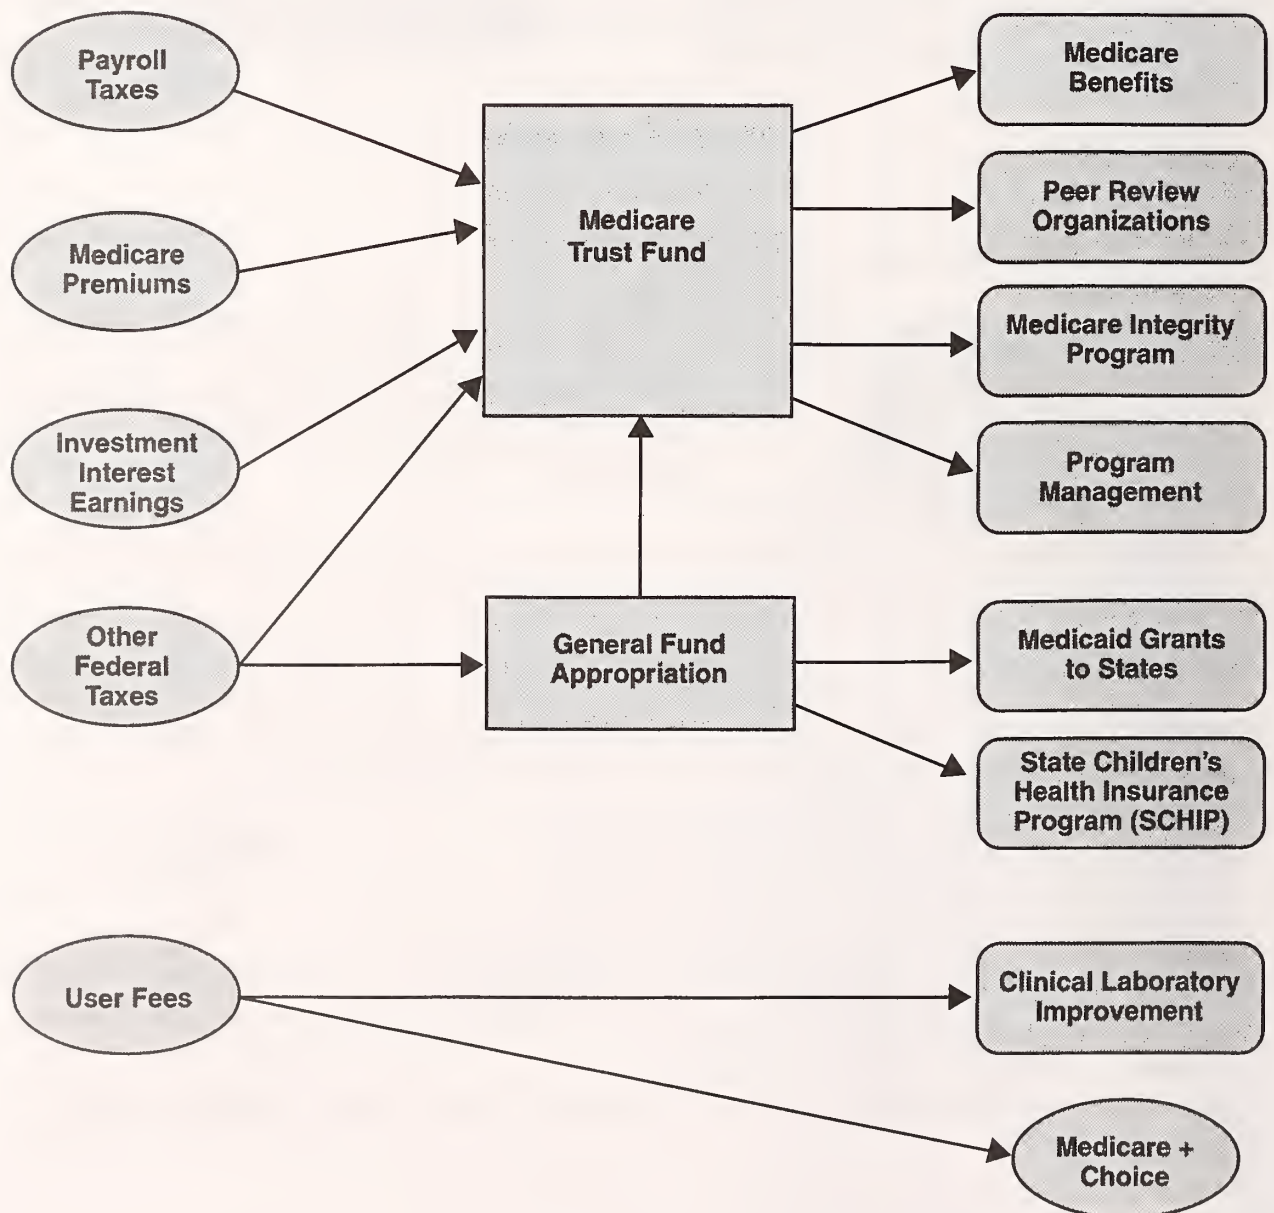 Payroll
Taxes
Medicare
Premiums
Investment
Interest
Earnings
Other
Federal
Taxes
User Fees
Medicare
Trust Fund
General Fund
Appropriation
Medicare
Benefits
Peer Review
Organizations
Medicare Integrity
Program
Program
Management
Medicaid Grants
to States
State Children's
Health Insurance
Program (SCHIP)
Clinical Laboratory
Improvement
Medicare +
Choice